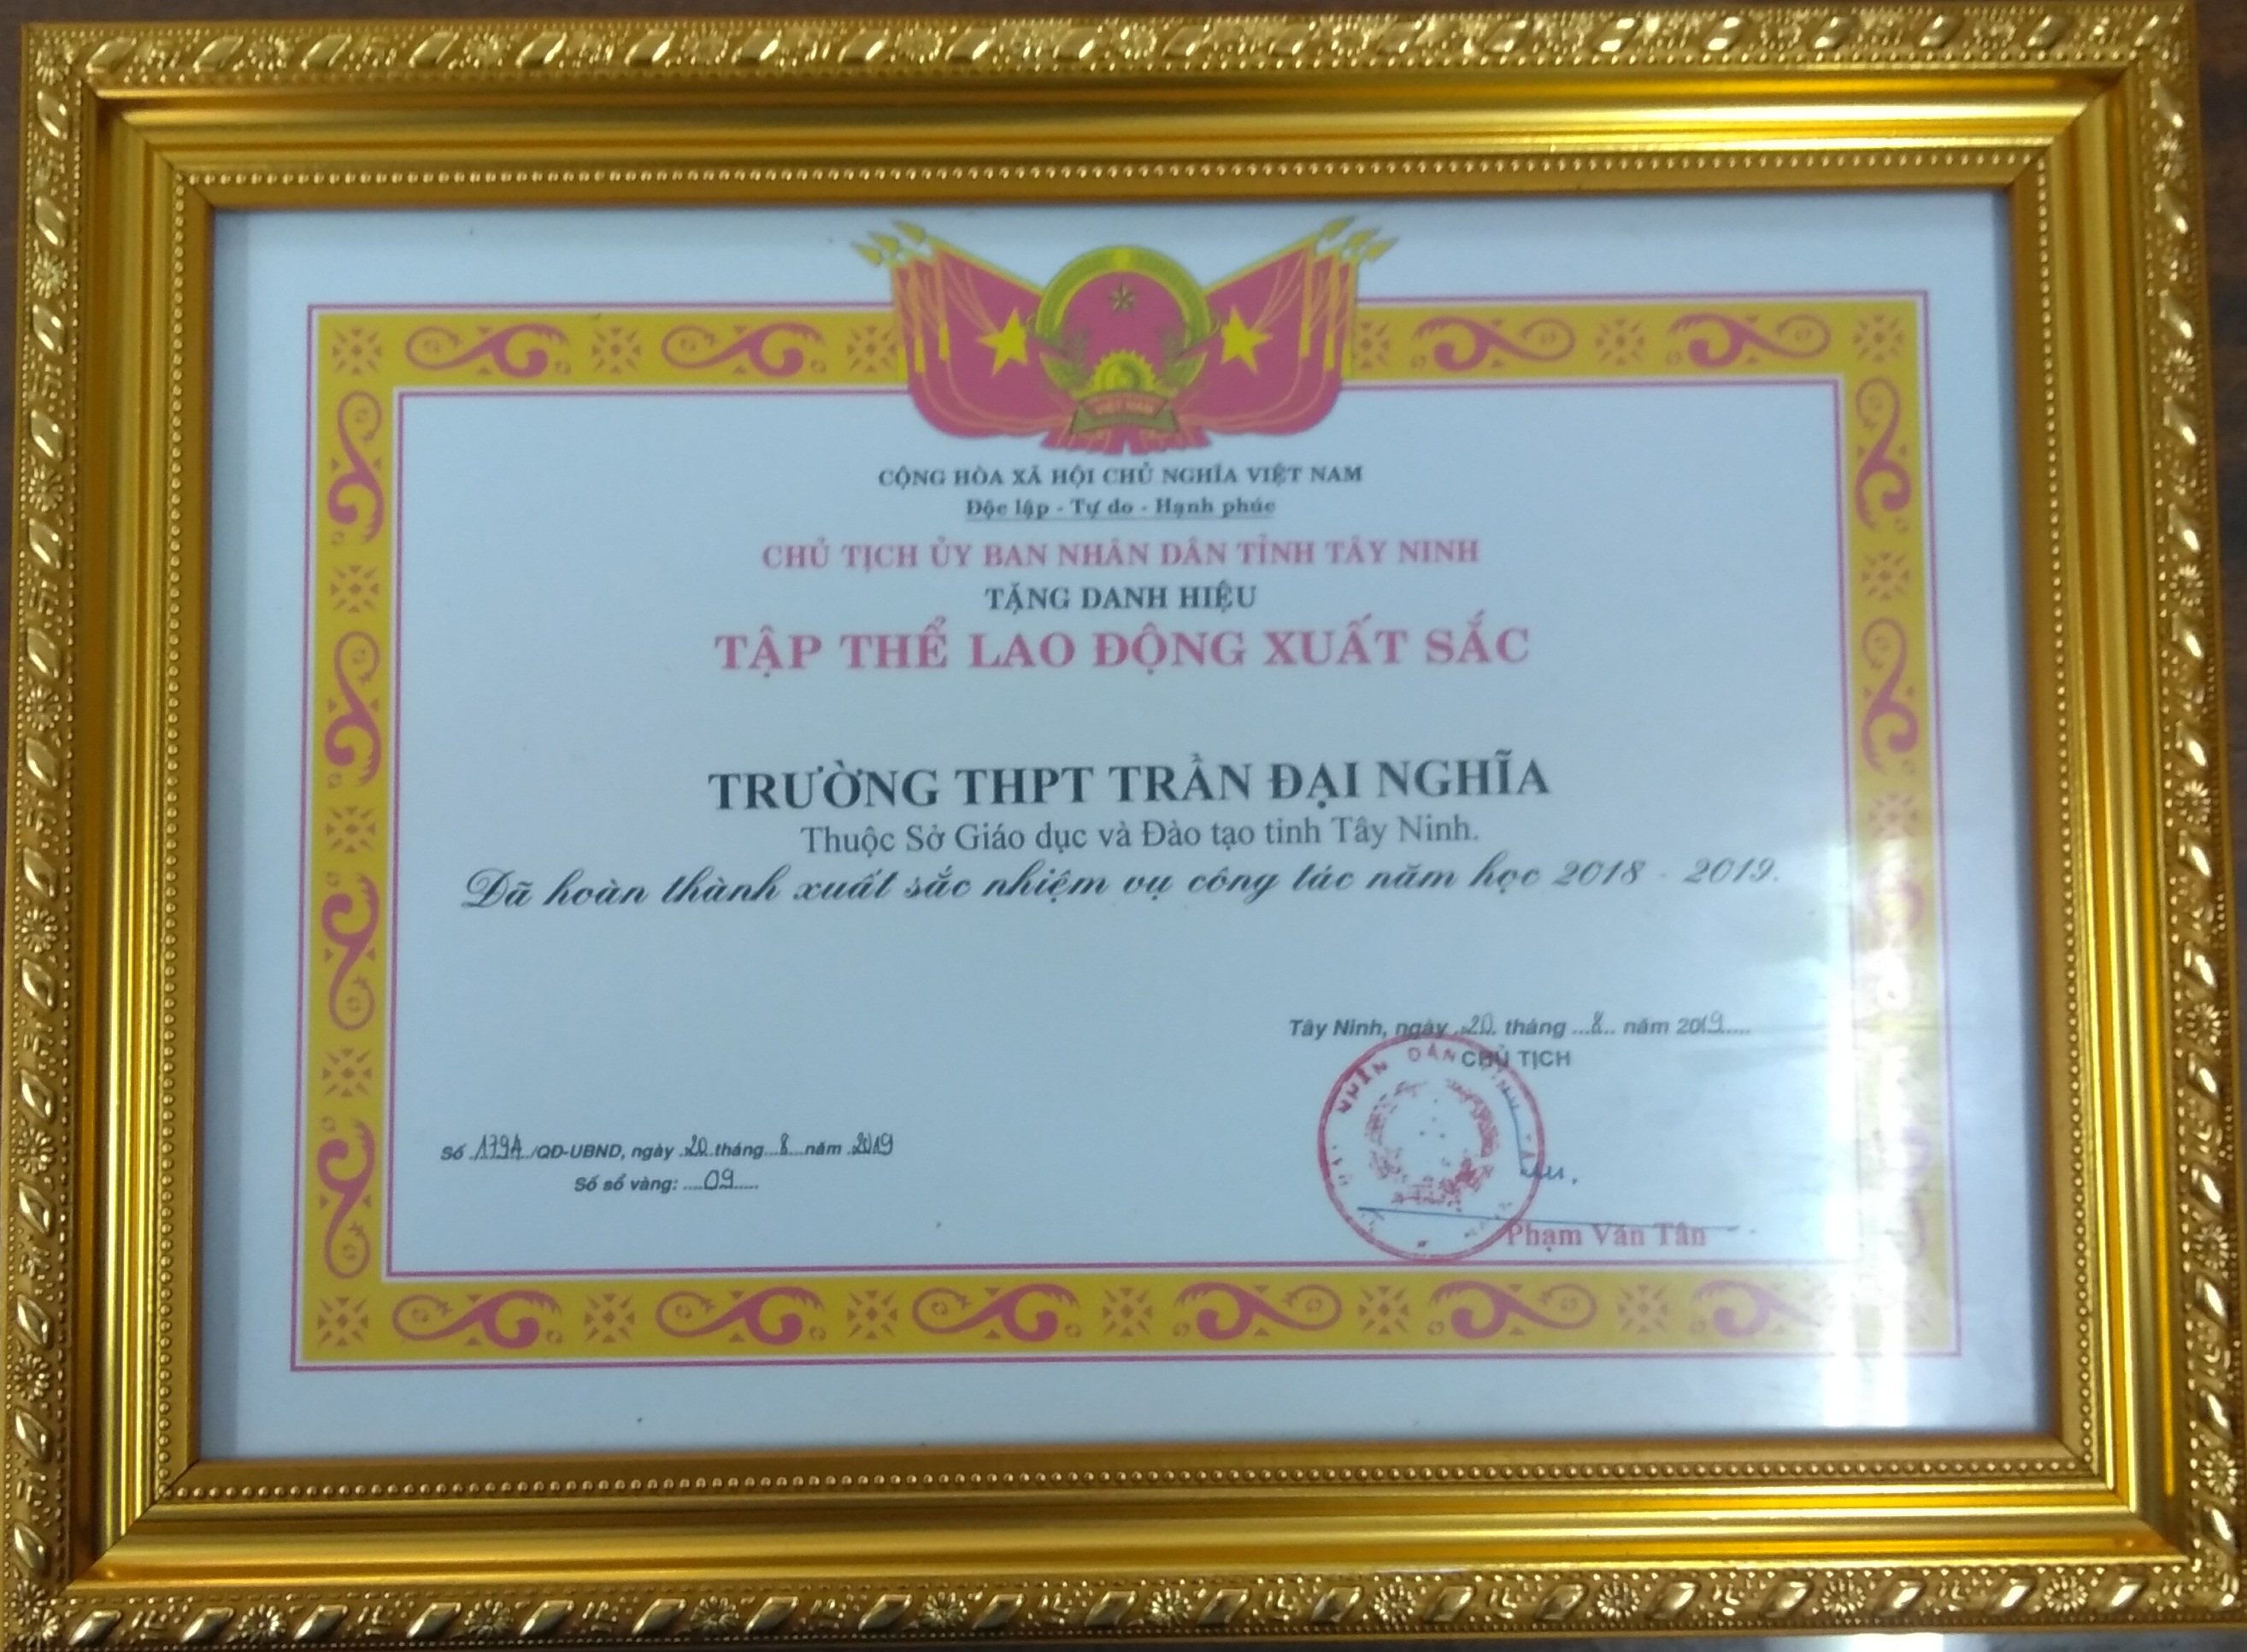 VIỆT NAM
CỘNG HÒA XÃ HỘI CHỦ NGHĨA VIỆT NAM
Độc lập - Tự do - Hạnh phúc
CHỦ TỊCH ỦY BAN NHÂN DÂN TỈNH TÂY NINH
TẶNG DANH HIỆU
TẬP THỂ LAO ĐỘNG XUẤT SẮC
TRƯỜNG THPT TRẦN ĐẠI NGHĨA
Thuộc Sở Giáo dục và Đào tạo tỉnh Tây Ninh.
Đã hoàn thành xuất sắc nhiệm vụ công tác năm học 2018 - 2019.
Tây Ninh, ngày 20 tháng 8 năm 2019
CHỦ TỊCH
NHÂN DÂN
Số /QĐ-UBND, ngày 20 tháng 8 năm 2019
Số sổ vàng: 09
Phạm Văn Tân